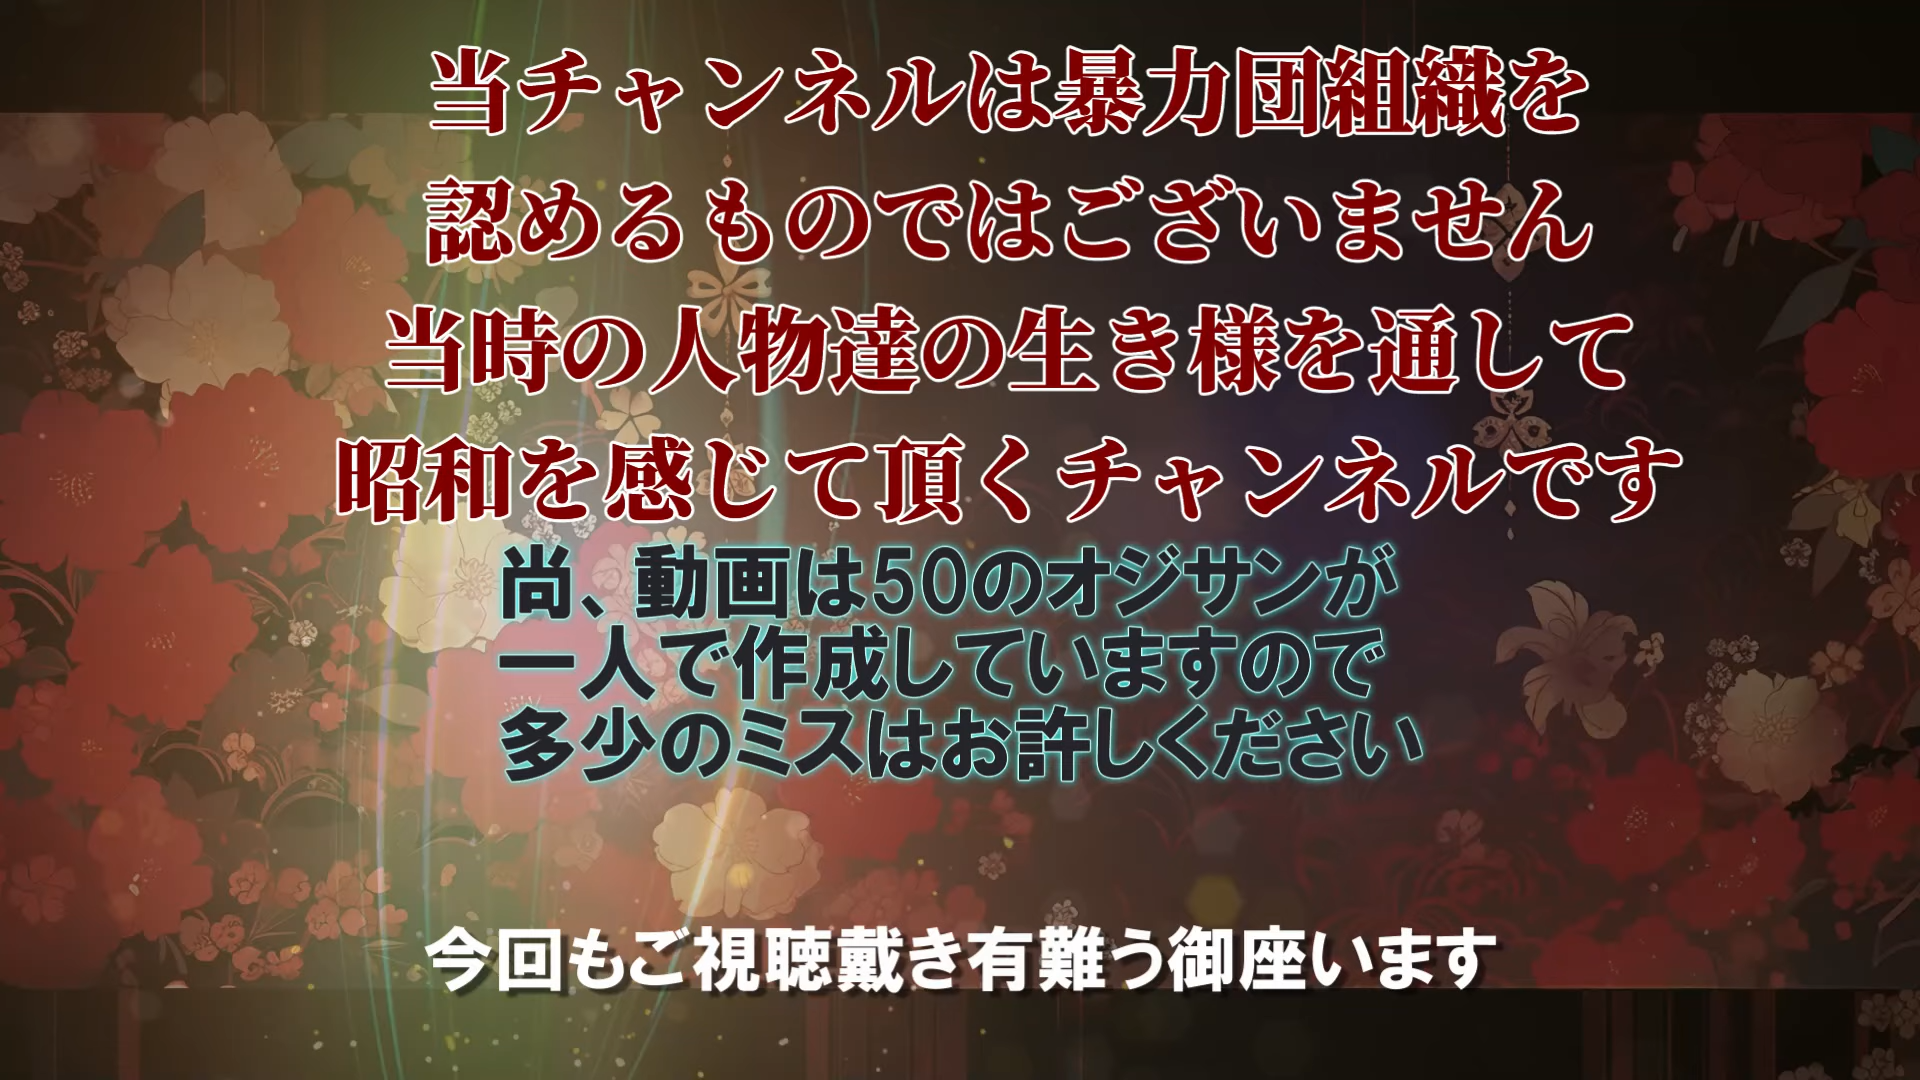 当チャンネルは暴力団組織を
認めるものではございません
当時の人物達の生き様を通して
昭和を感じて頂くチャンネルです
尚、動画は50のオジサンが
一人で作成していますので
多少のミスはお許しください
今回もご視聴戴き有難う御座います